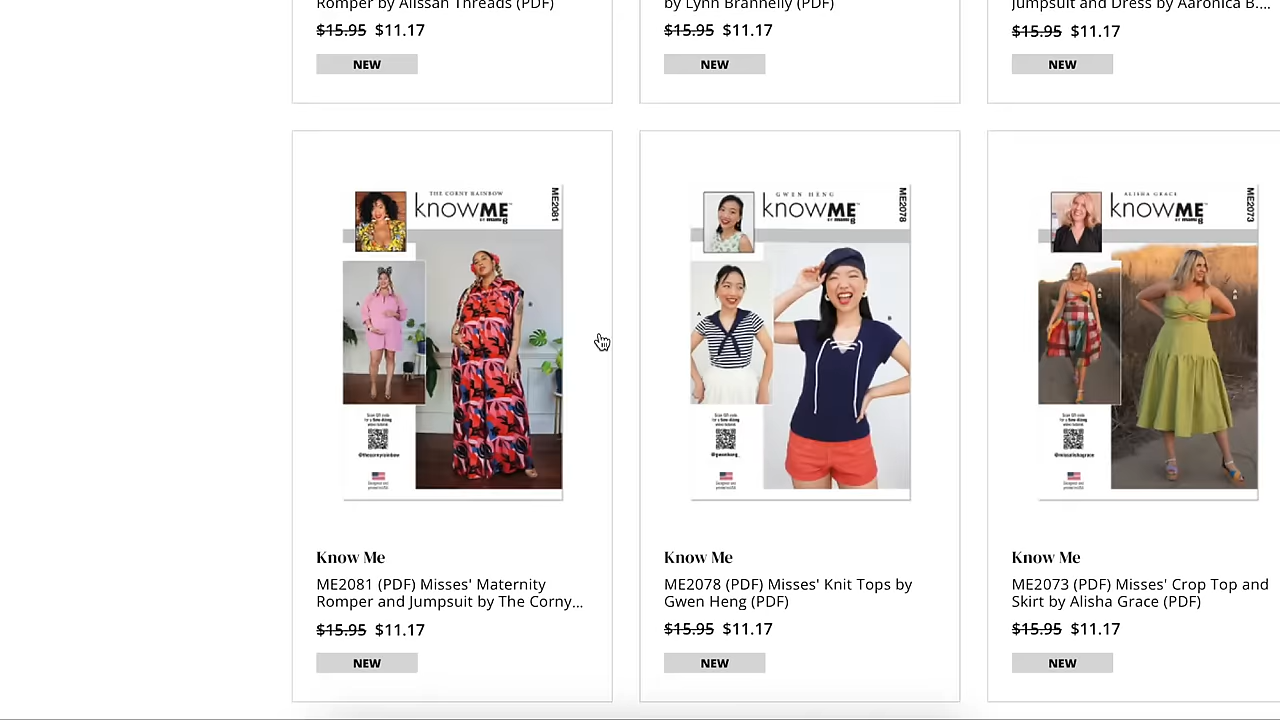 Romper by Alissah Threads (PDF)
$15.95 $11.17
NEW
by Lynn Brannelly (PDF)
$15.95 $11.17
NEW
Jumpsuit and Dress by Aaronica B....
$15.95 $11.17
NEW
THE CORNY RAINBOW
knowME
ME2081
A
B
@thecornyrainbow
Know Me
ME2081 (PDF) Misses' Maternity
Romper and Jumpsuit by The Corny...
$15.95 $11.17
NEW
GWEN HENG
knowME
ME2078
A
B
Know Me
ME2078 (PDF) Misses' Knit Tops by
Gwen Heng (PDF)
$15.95 $11.17
NEW
ALISHA GRACE
knowME
ME2073
Know Me
ME2073 (PDF) Misses' Crop Top and
Skirt by Alisha Grace (PDF)
$15.95 $11.17
NEW